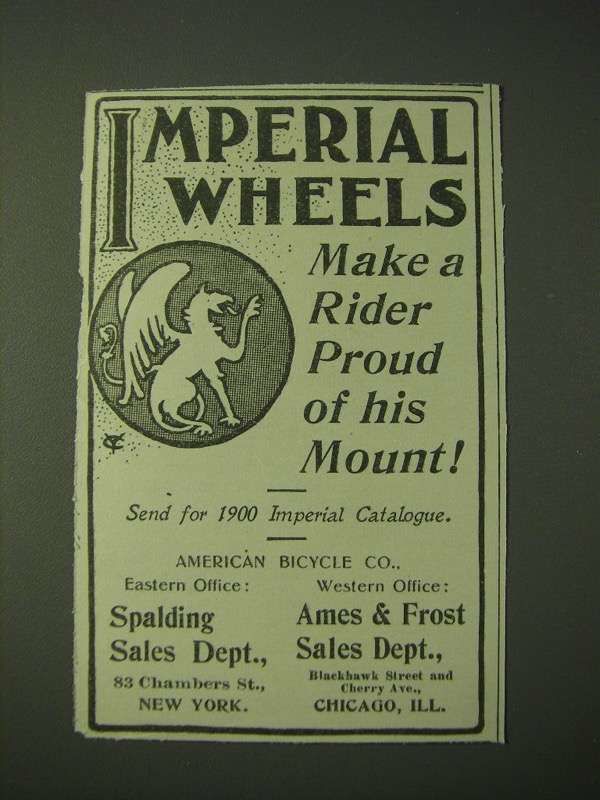 IMPERIAL
WHEELS
Make a
Rider
Proud
of his
Mount!
Send for 1900 Imperial Catalogue.
AMERICAN BICYCLE CO..
Eastern Office:
Spalding
Sales Dept.,
83 Chambers St.,
NEW YORK.
Western Office:
Ames & Frost
Sales Dept.,
Blackhawk Street and
Cherry Ave.,
CHICAGO, ILL.